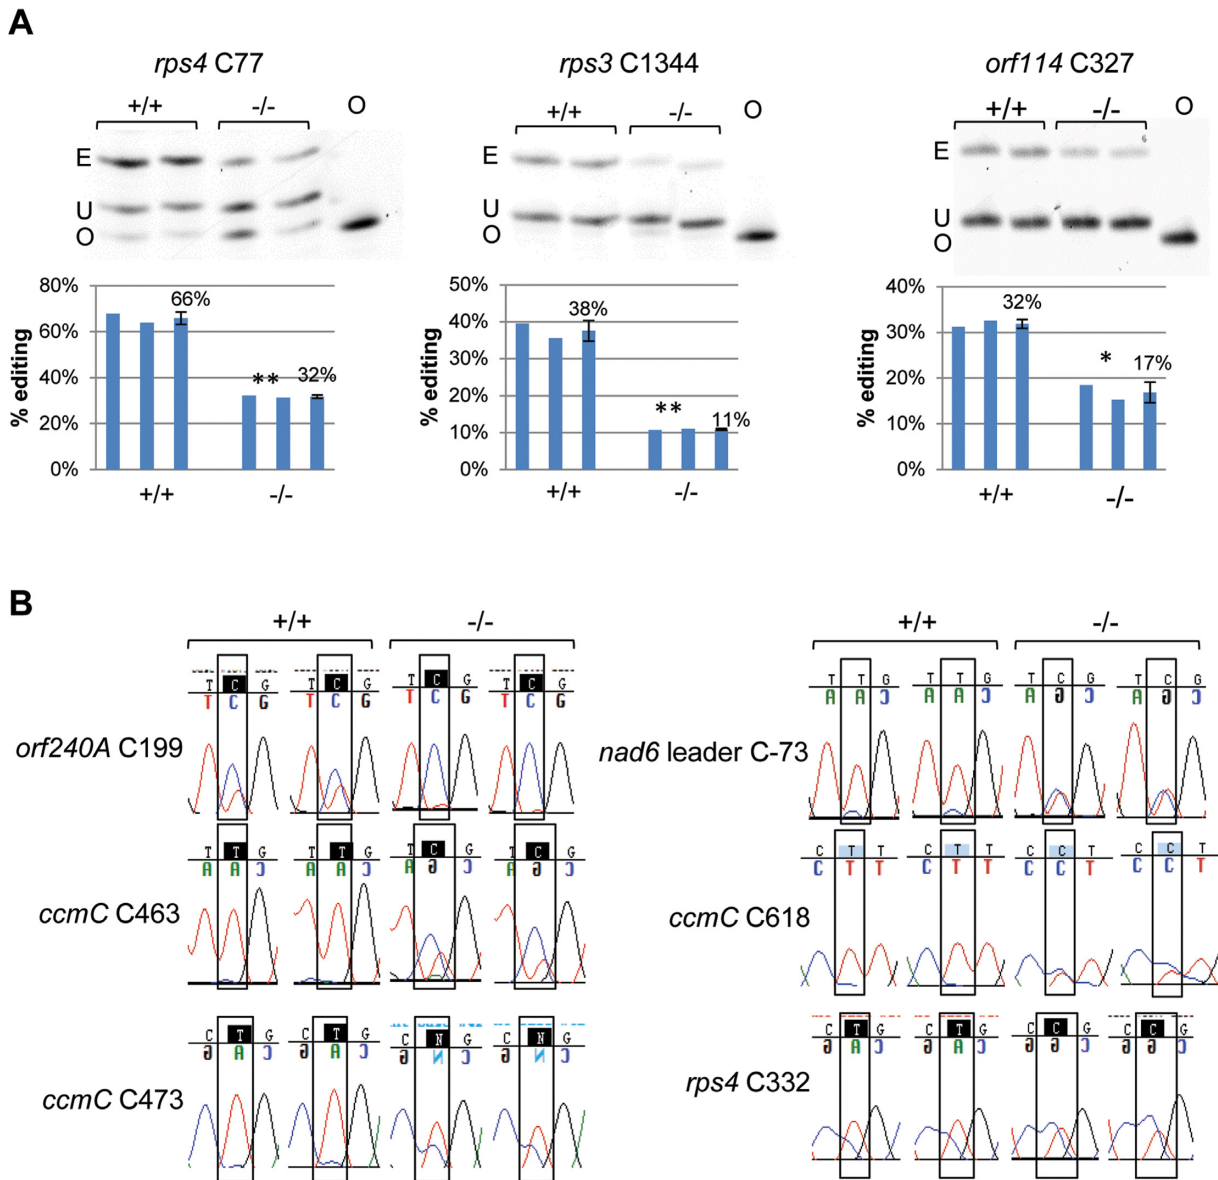 A
rps4 C77
rps3 C1344
orf114 C327
+/+ -/- O
+/+ -/- O
+/+ -/- O
E
U
O
E
U
O
E
U
O
% editing
80%
60%
40%
20%
0%
66%
**
32%
+/+ -/-
% editing
50%
40%
30%
20%
10%
0%
38%
**
11%
+/+ -/-
% editing
40%
30%
20%
10%
0%
32%
*
17%
+/+ -/-
B
+/+ -/-
orf240A C199
T C G T C G T C G T C G
T C G T C G T C G T C G
ccmC C463
T T G T T G T C G T C G
A A C A A C A G C A G C
ccmC C473
C T G C T G C N G C N G
G A C G A C G N C G N C
+/+ -/-
nad6 leader C-73
T T G T T G T C G T C G
A A C A A C A G C A G C
ccmC C618
C T T C T T C C T C C T
C T T C T T C C T C C T
rps4 C332
C T G C T G C C G C C G
G A C G A C G G C G G C